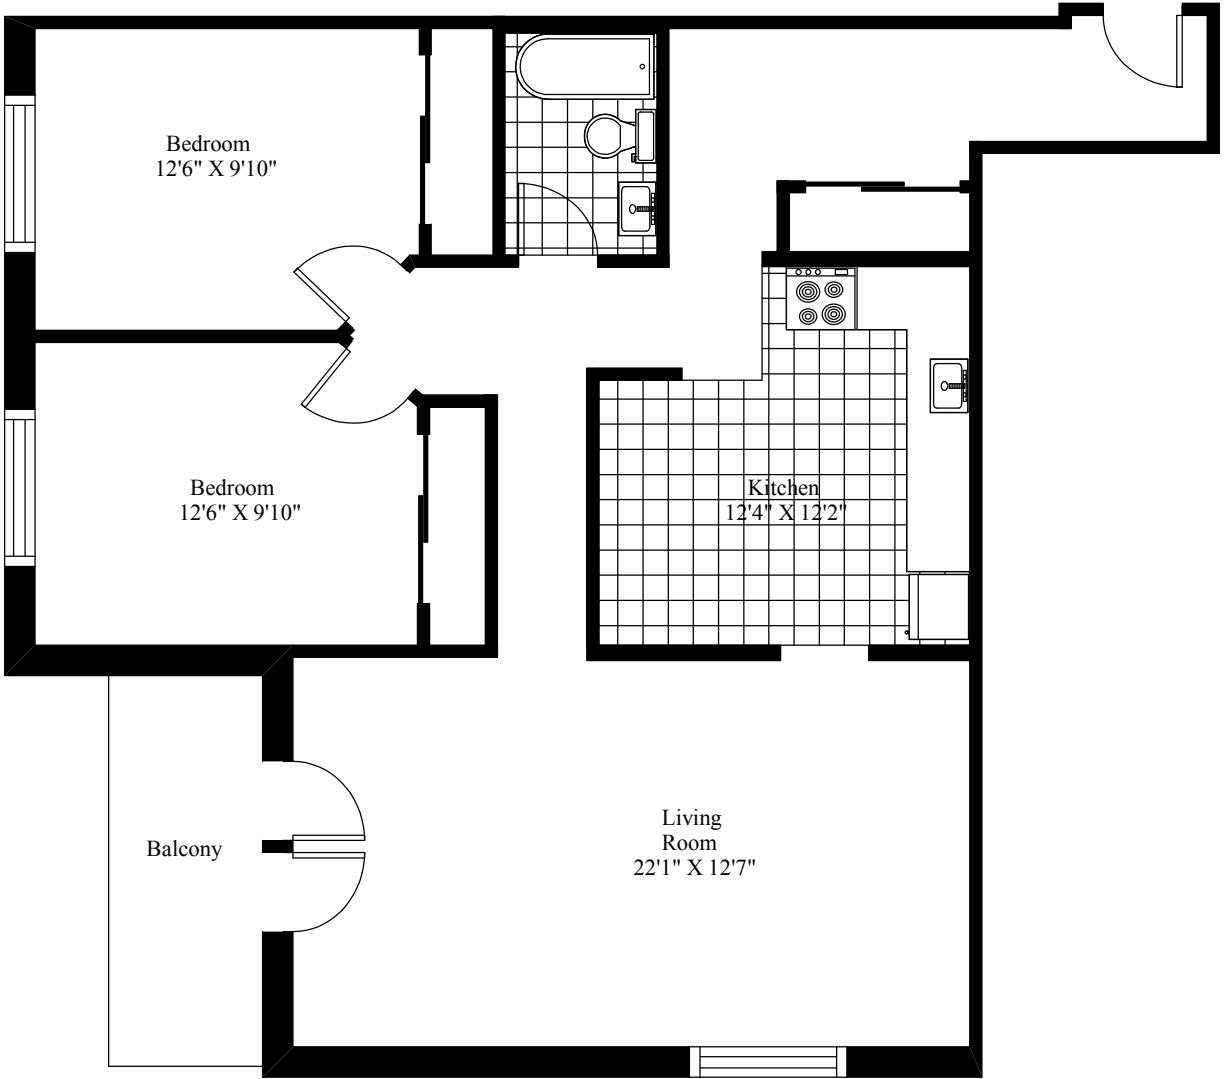 Bedroom
12'6" X 9'10"
Bedroom
12'6" X 9'10"
Kitchen
12'4" X 12'2"
Living
Room
22'1" X 12'7"
Balcony